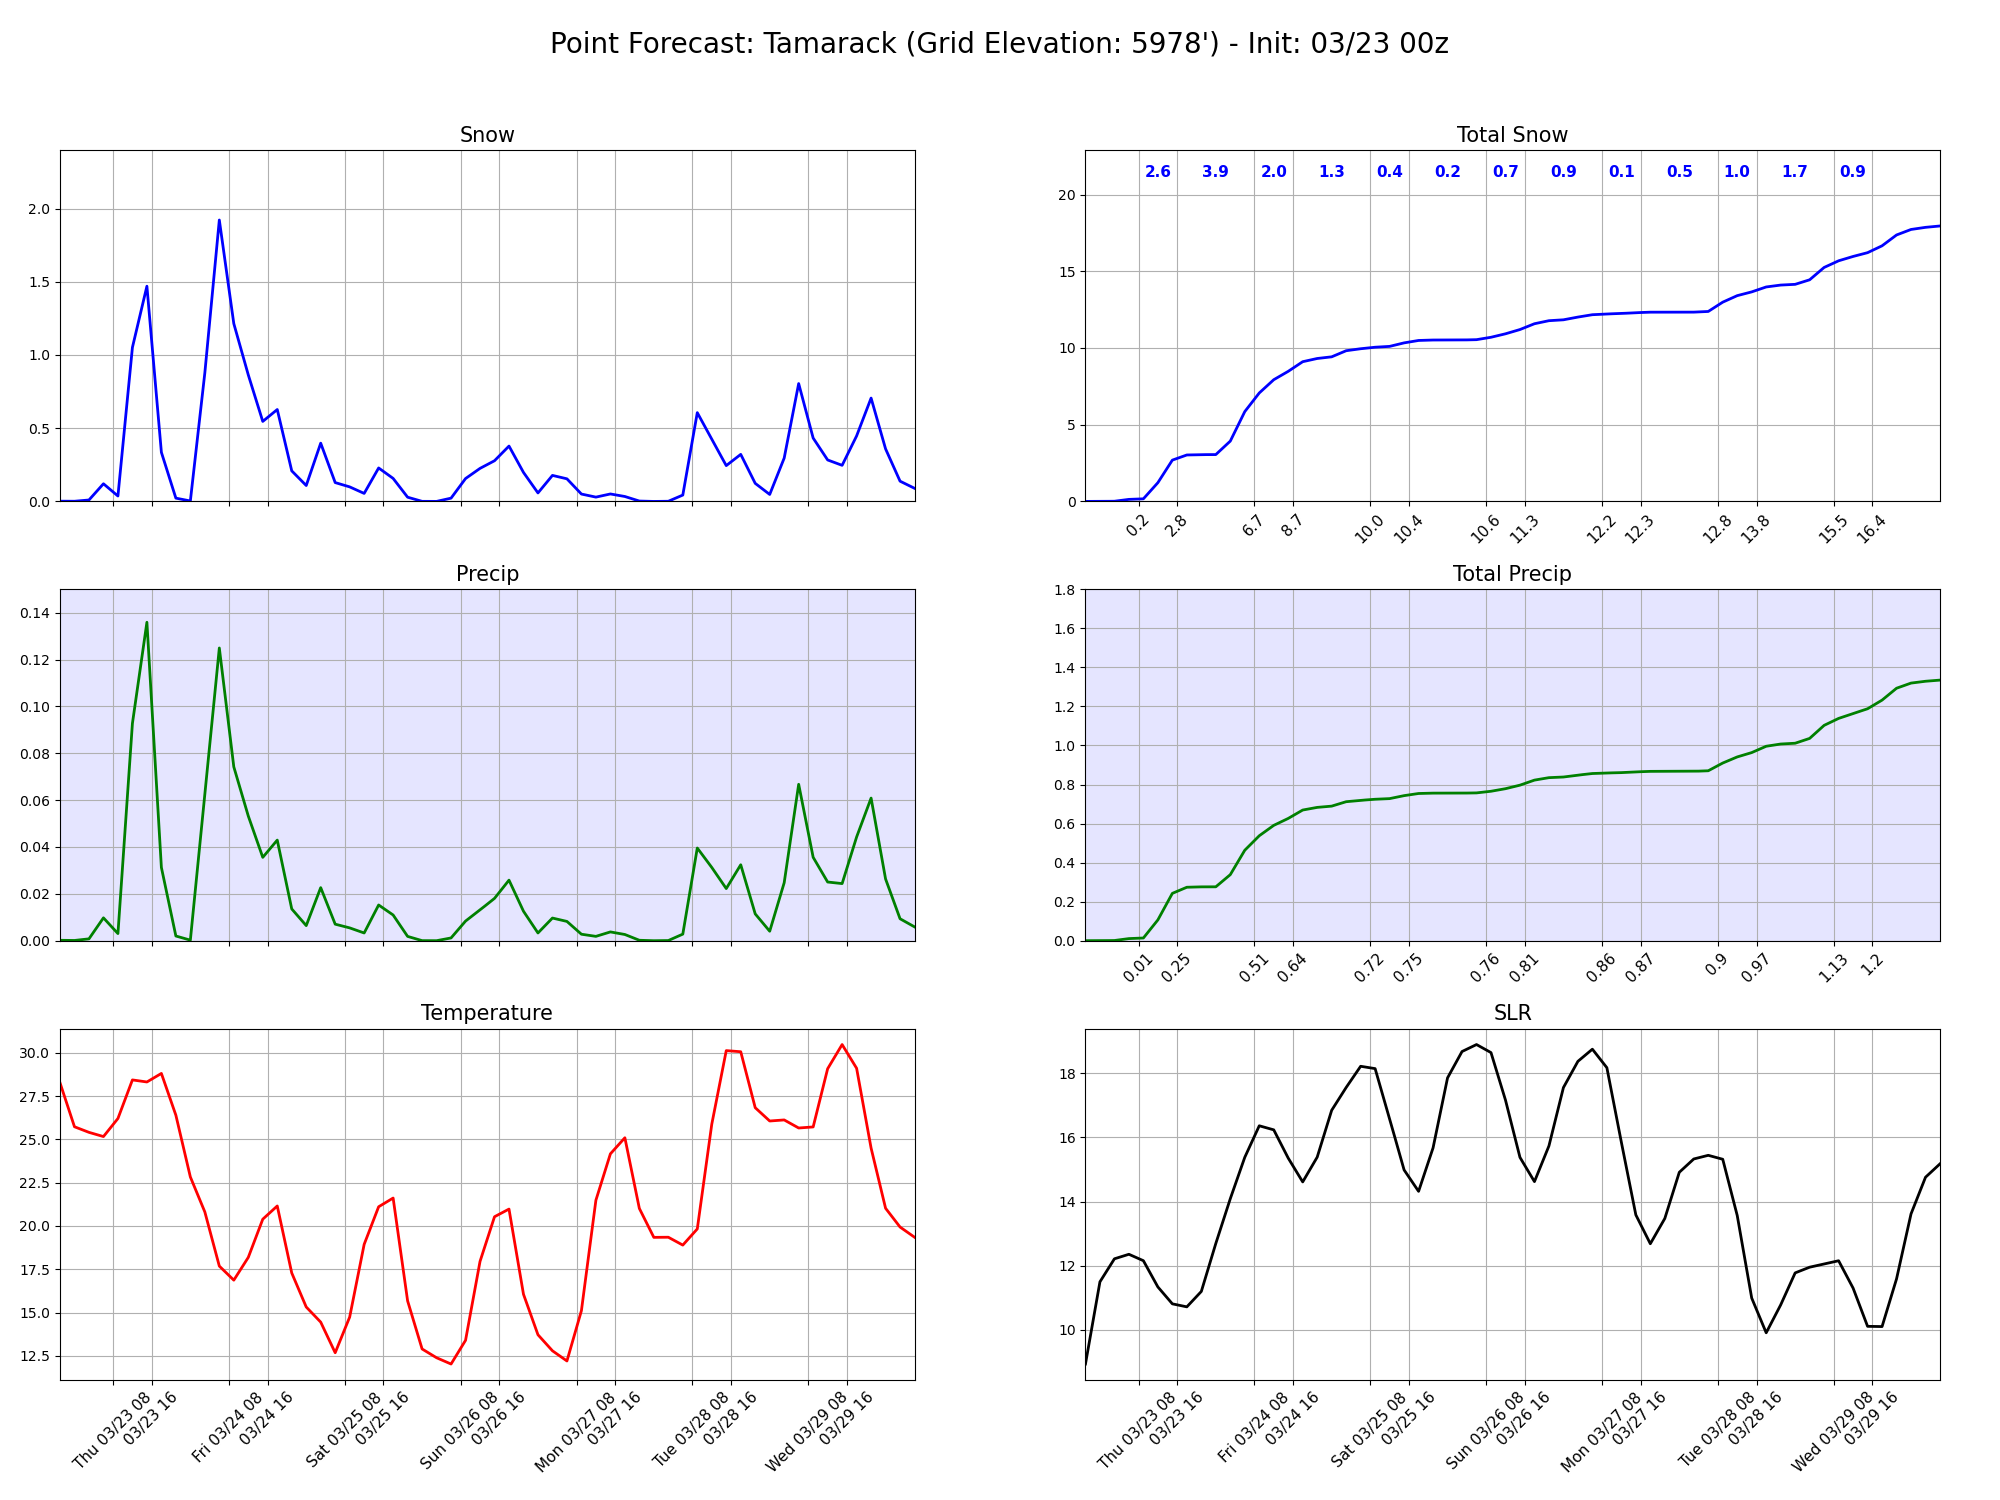 Point Forecast: Tamarack (Grid Elevation: 5978') - Init: 03/23 00z
Snow
2.0
1.5
1.0
0.5
0.0
Total Snow
2.6 3.9 2.0 1.3 0.4 0.2 0.7 0.9 0.1 0.5 1.0 1.7 0.9
20
15
10
5
0
0.2 2.8 6.7 8.7 10.0 10.4 10.6 11.3 12.2 12.3 12.8 13.8 15.5 16.4
Precip
0.14
0.12
0.10
0.08
0.06
0.04
0.02
0.00
Total Precip
1.8
1.6
1.4
1.2
1.0
0.8
0.6
0.4
0.2
0.0
0.01 0.25 0.51 0.64 0.72 0.75 0.76 0.81 0.86 0.87 0.9 0.97 1.13 1.2
Temperature
30.0
27.5
25.0
22.5
20.0
17.5
15.0
12.5
Thu 03/23 08
03/23 16
Fri 03/24 08
03/24 16
Sat 03/25 08
03/25 16
Sun 03/26 08
03/26 16
Mon 03/27 08
03/27 16
Tue 03/28 08
03/28 16
Wed 03/29 08
03/29 16
SLR
18
16
14
12
10
Thu 03/23 08
03/23 16
Fri 03/24 08
03/24 16
Sat 03/25 08
03/25 16
Sun 03/26 08
03/26 16
Mon 03/27 08
03/27 16
Tue 03/28 08
03/28 16
Wed 03/29 08
03/29 16